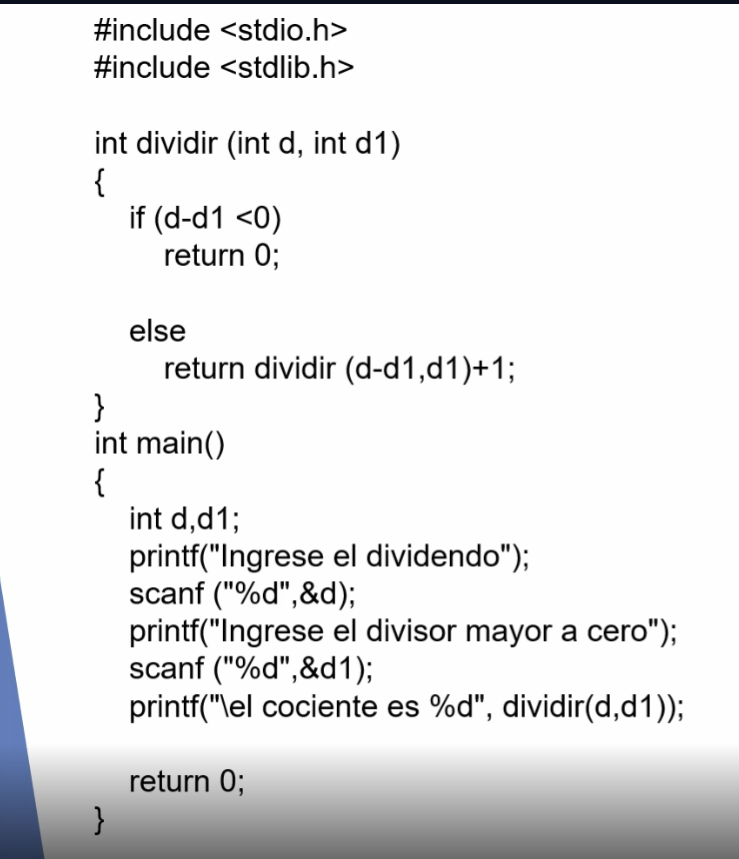 #include <stdio.h>
#include <stdlib.h>
int dividir (int d, int d1)
{
if (d-d1 <0)
return 0;
else
return dividir (d-d1,d1)+1;
}
int main()
{
int d,d1;
printf("Ingrese el dividendo");
scanf ("%d",&d);
printf("Ingrese el divisor mayor a cero");
scanf ("%d",&d1);
printf("\el cociente es %d", dividir(d,d1));
return 0;
}